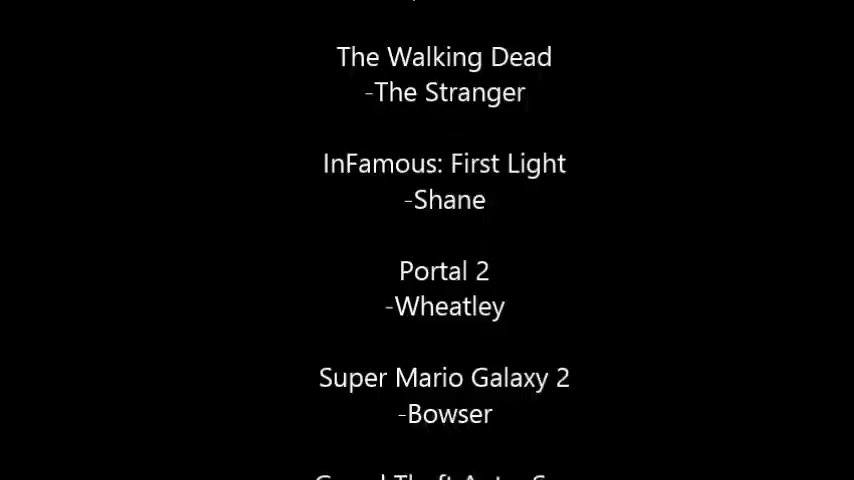 The Walking Dead
-The Stranger
InFamous: First Light
-Shane
Portal 2
-Wheatley
Super Mario Galaxy 2
-Bowser